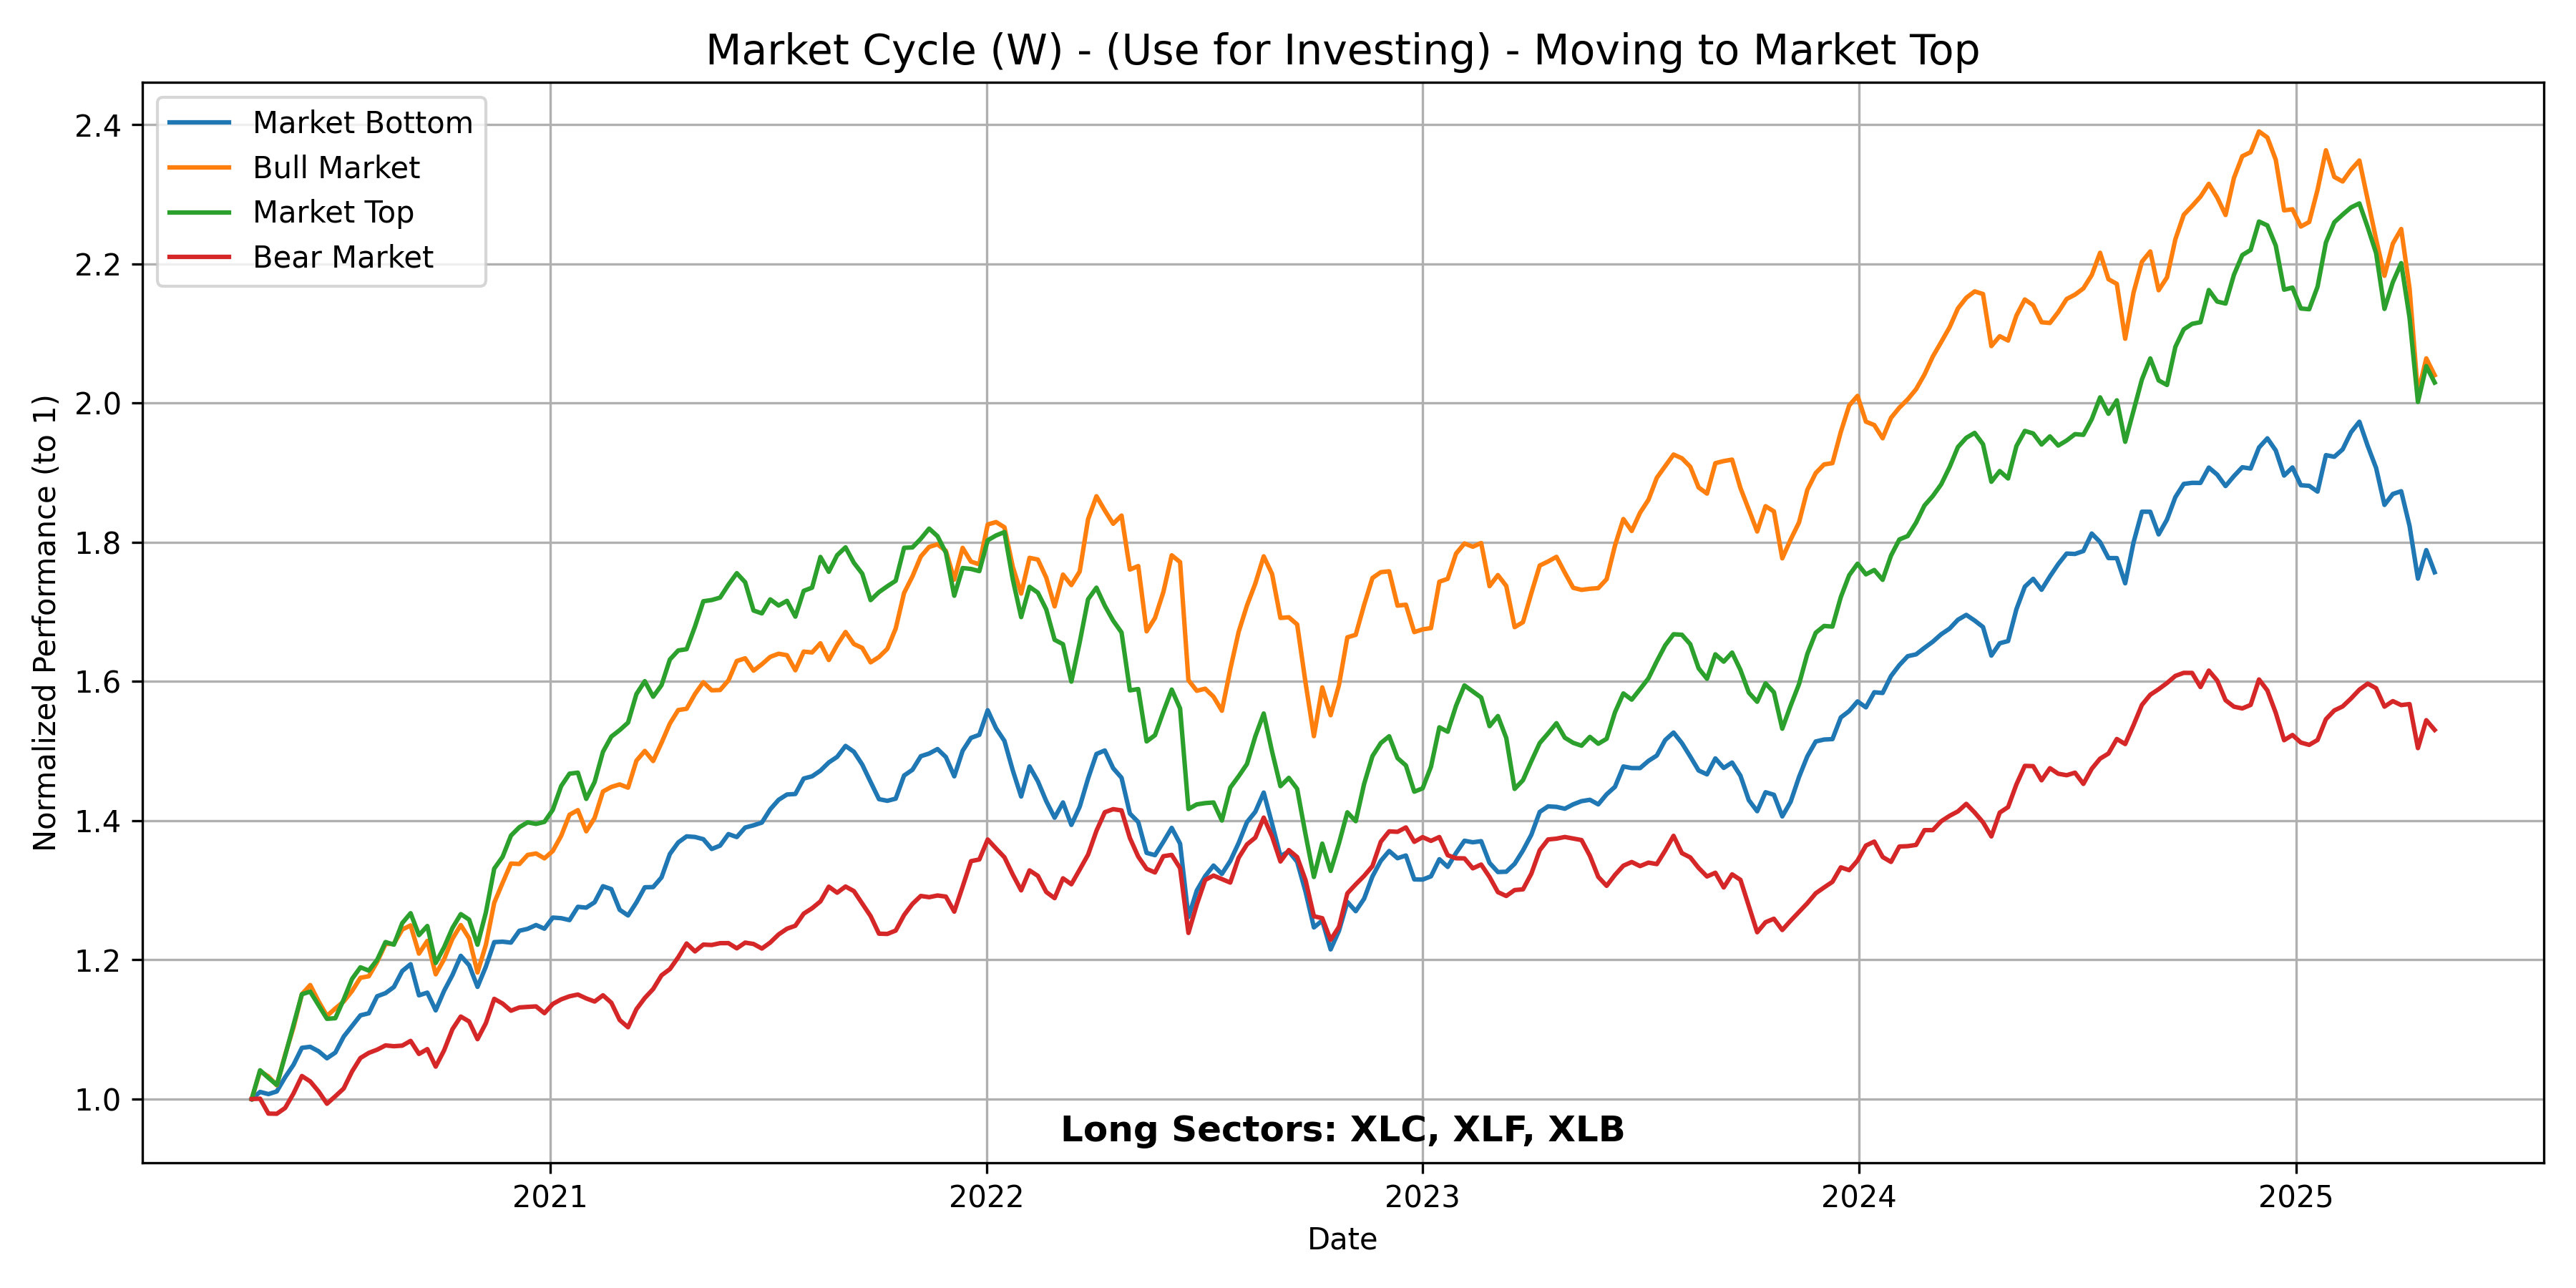 Market Cycle (W) - (Use for Investing) - Moving to Market Top
Market Bottom
Bull Market
Market Top
Bear Market
2.4
2.2
2.0
1.8
1.6
1.4
1.2
1.0
Normalized Performance (to 1)
Long Sectors: XLC, XLF, XLB
2021
2022
2023
2024
2025
Date